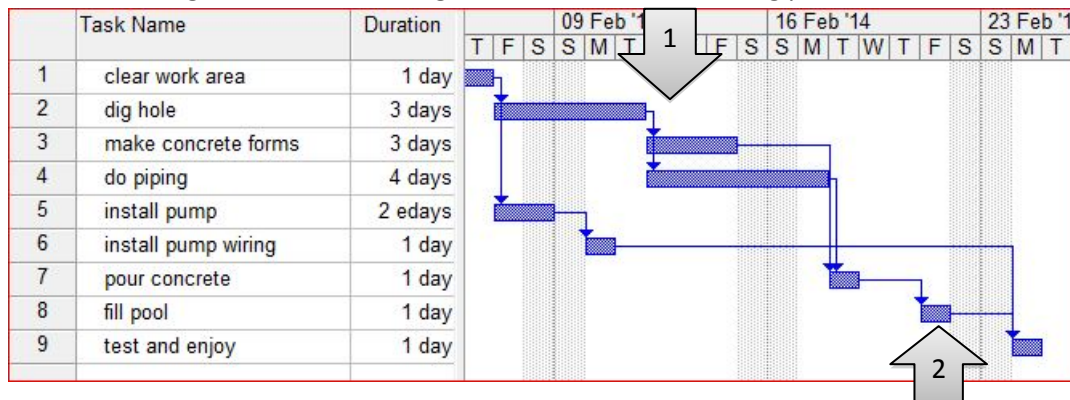 Task Name Duration 09 Feb '1 16 Feb '14 23 Feb '1
T F S S M T F S S M T W T F S S M T
1
1 clear work area 1 day
2 dig hole 3 days
3 make concrete forms 3 days
4 do piping 4 days
5 install pump 2 edays
6 install pump wiring 1 day
7 pour concrete 1 day
8 fill pool 1 day
9 test and enjoy 1 day
2